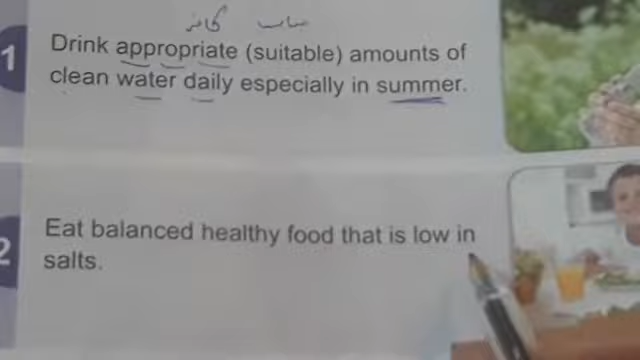 1
Drink appropriate (suitable) amounts of
clean water daily especially in summer.
2
Eat balanced healthy food that is low in
salts.